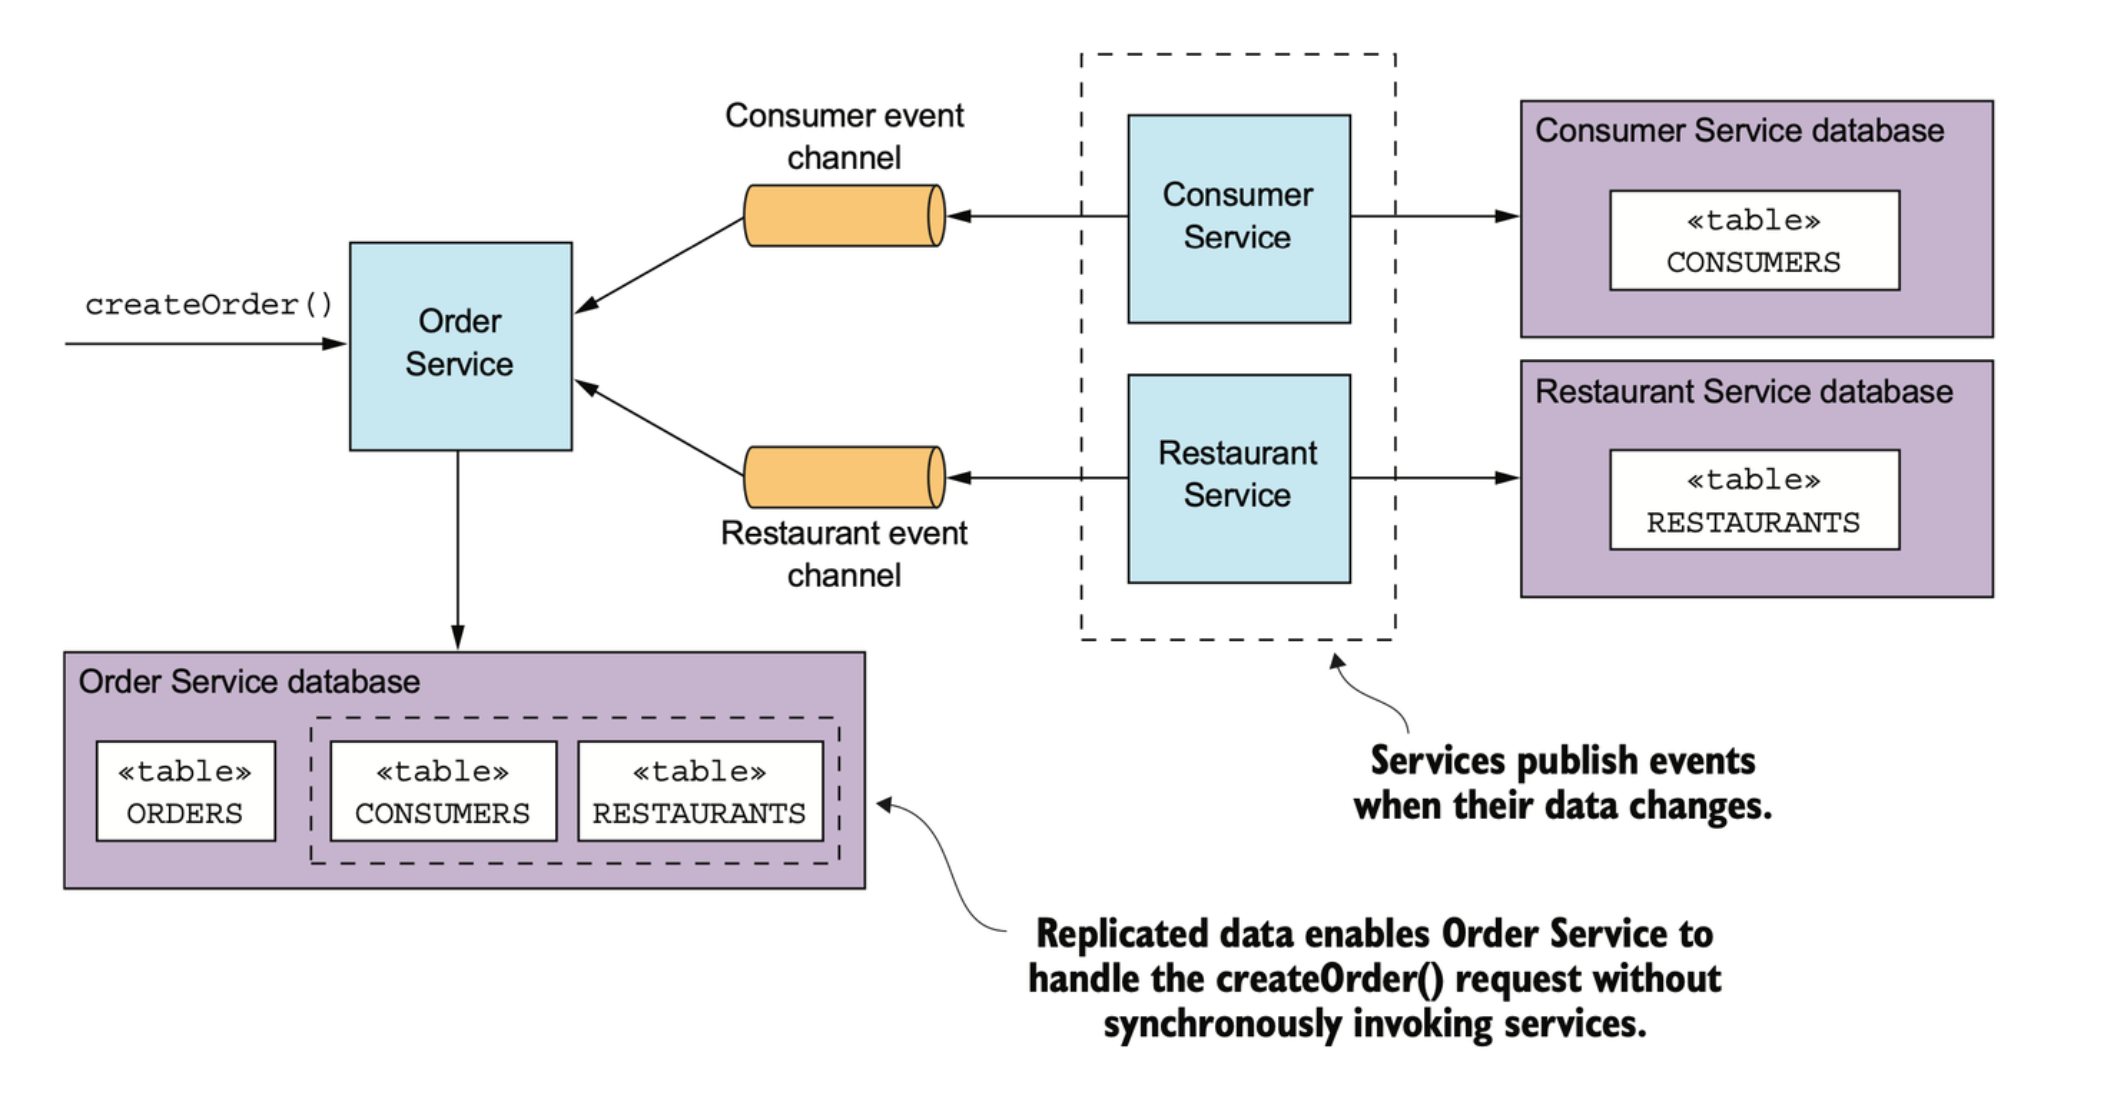 Consumer event
channel
Consumer Service database
Consumer
Service
«table»
CONSUMERS
createOrder()
Order
Service
Restaurant Service database
Restaurant
Service
«table»
RESTAURANTS
Restaurant event
channel
Order Service database
«table»
ORDERS
«table»
CONSUMERS
«table»
RESTAURANTS
Services publish events
when their data changes.
Replicated data enables Order Service to
handle the createOrder() request without
synchronously invoking services.